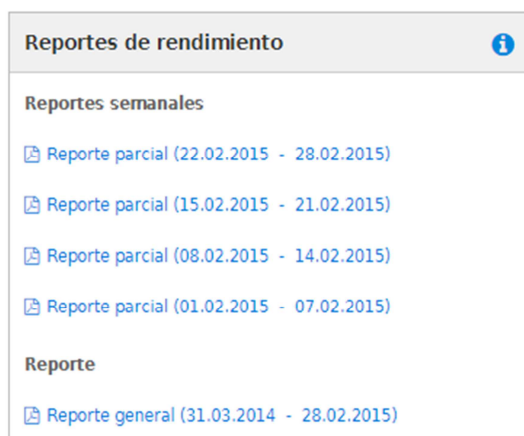 Reportes de rendimiento
Reportes semanales
Reporte parcial (22.02.2015 - 28.02.2015)
Reporte parcial (15.02.2015 - 21.02.2015)
Reporte parcial (08.02.2015 - 14.02.2015)
Reporte parcial (01.02.2015 - 07.02.2015)
Reporte
Reporte general (31.03.2014 - 28.02.2015)